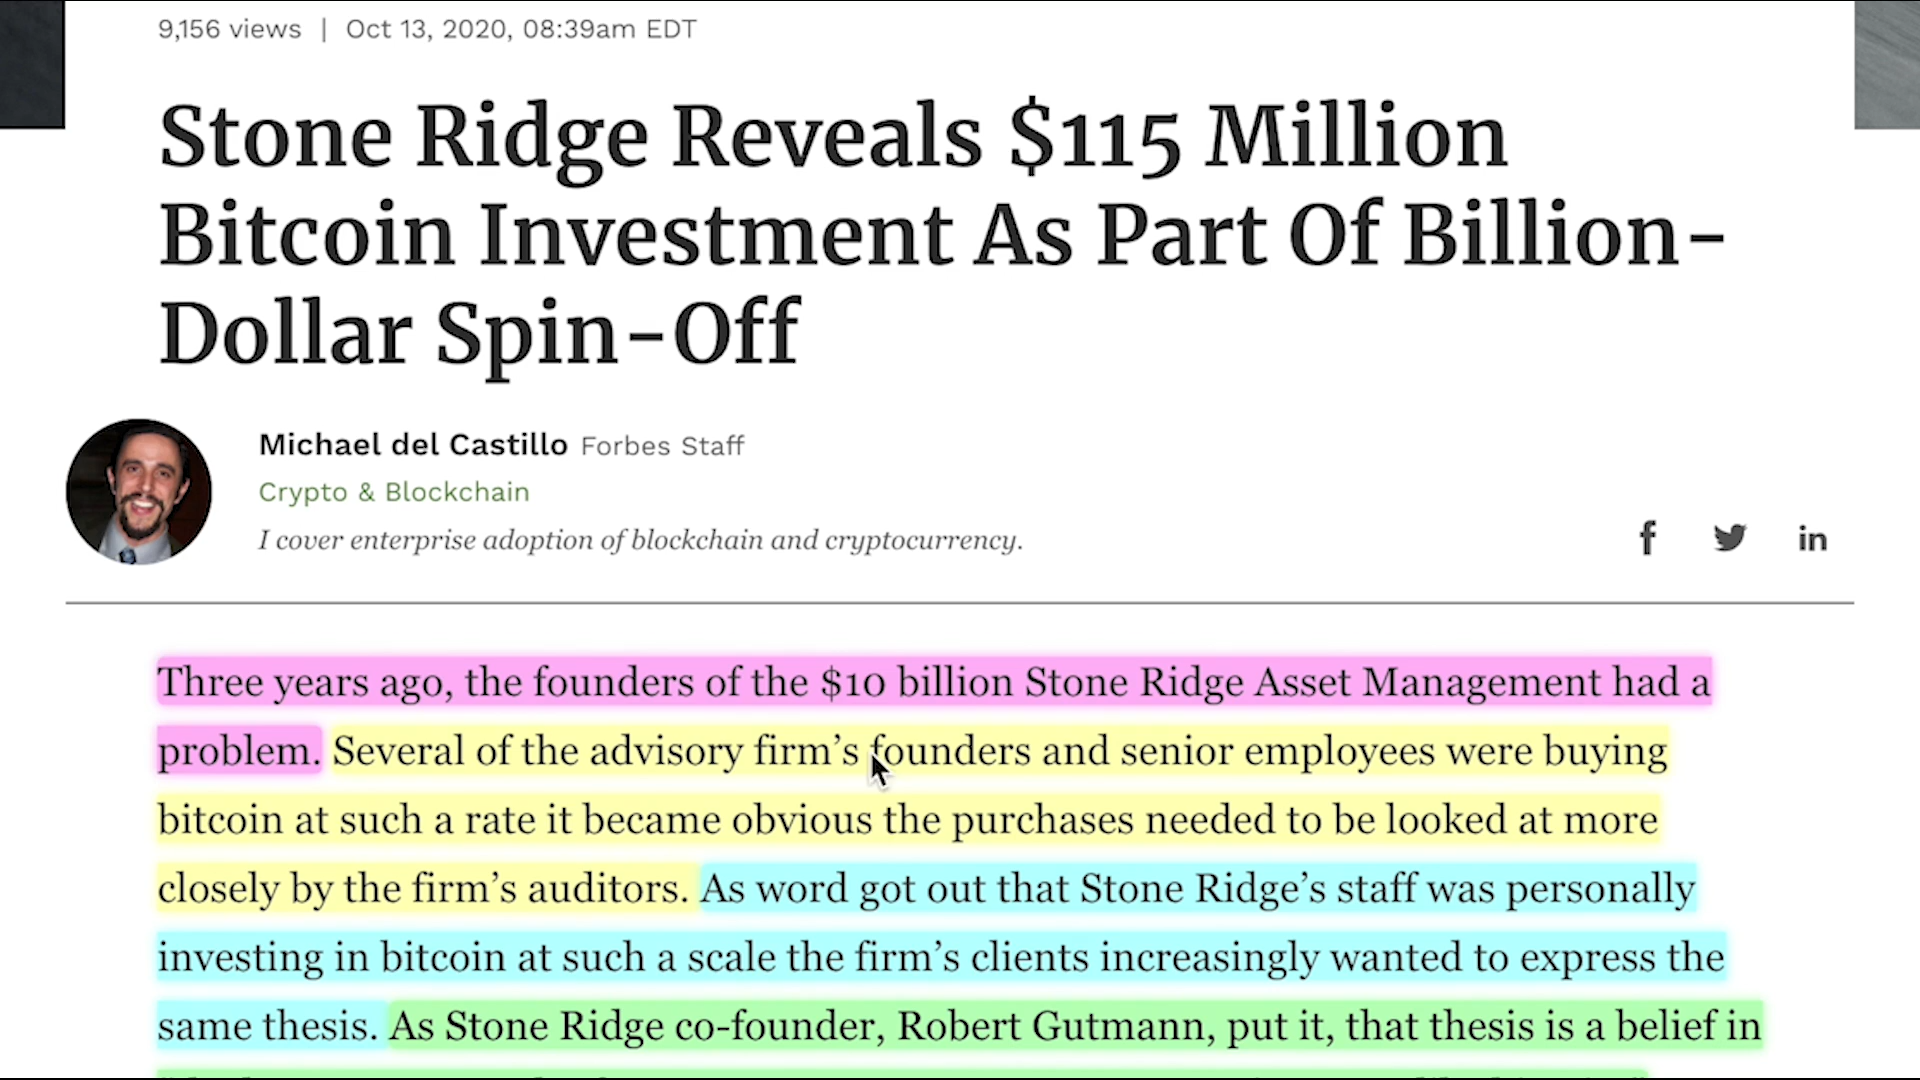 9,156 views | Oct 13, 2020, 08:39am EDT
Stone Ridge Reveals $115 Million
Bitcoin Investment As Part Of Billion-
Dollar Spin-Off
Michael del Castillo Forbes Staff
Crypto & Blockchain
I cover enterprise adoption of blockchain and cryptocurrency.
f in
Three years ago, the founders of the $10 billion Stone Ridge Asset Management had a
problem. Several of the advisory firm's founders and senior employees were buying
bitcoin at such a rate it became obvious the purchases needed to be looked at more
closely by the firm's auditors. As word got out that Stone Ridge's staff was personally
investing in bitcoin at such a scale the firm's clients increasingly wanted to express the
same thesis. As Stone Ridge co-founder, Robert Gutmann, put it, that thesis is a belief in